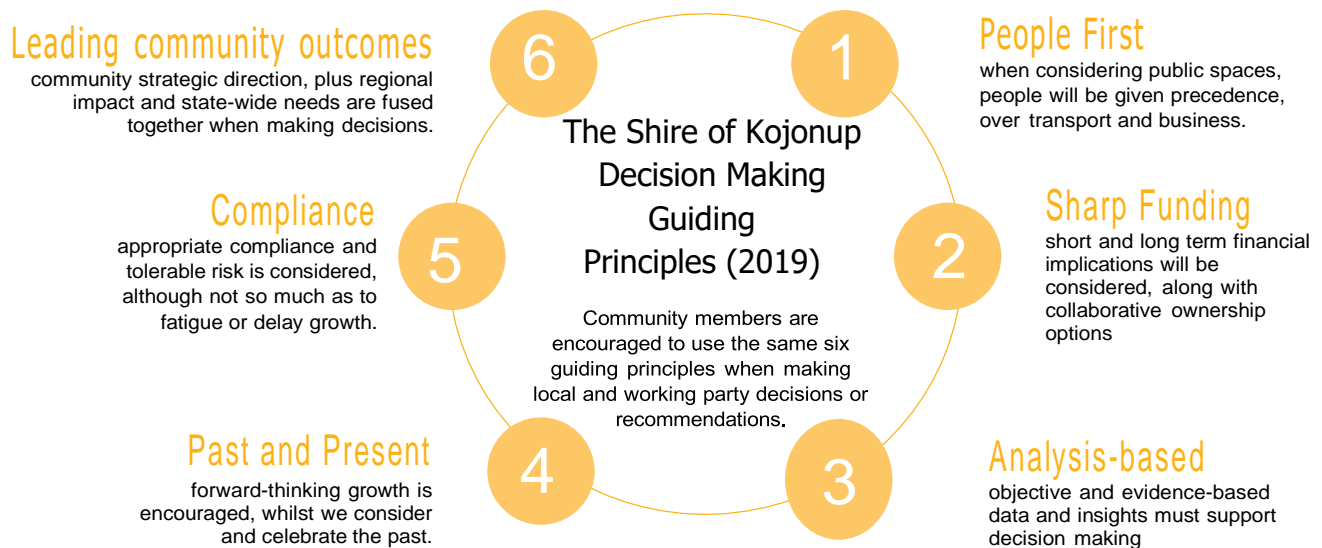 The Shire of Kojonup
Decision Making
Guiding
Principles (2019)
Community members are
encouraged to use the same six
guiding principles when making
local and working party decisions or
recommendations.
1
People First
when considering public spaces,
people will be given precedence,
over transport and business.
2
Sharp Funding
short and long term financial
implications will be
considered, along with
collaborative ownership
options
3
Analysis-based
objective and evidence-based
data and insights must support
decision making
4
Past and Present
forward-thinking growth is
encouraged, whilst we consider
and celebrate the past.
5
Compliance
appropriate compliance and
tolerable risk is considered,
although not so much as to
fatigue or delay growth.
6
Leading community outcomes
community strategic direction, plus regional
impact and state-wide needs are fused
together when making decisions.